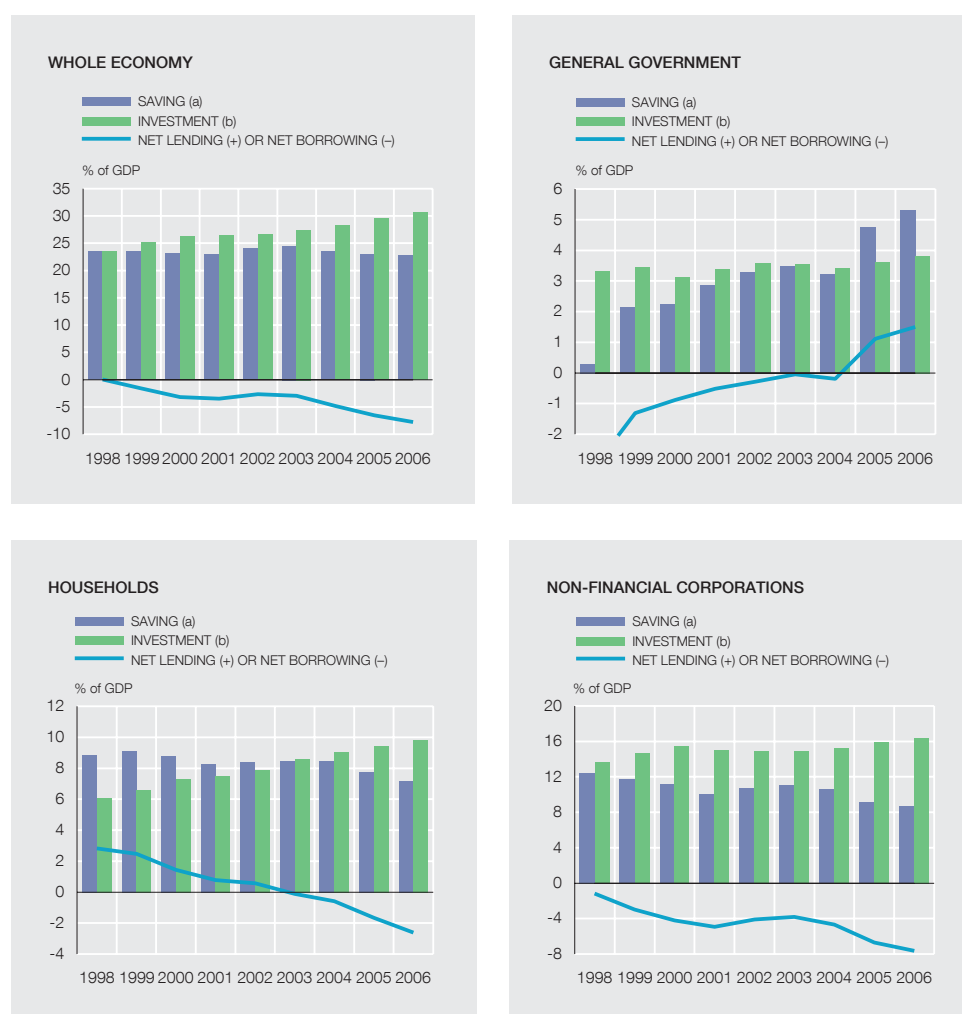 WHOLE ECONOMY
SAVING (a)
INVESTMENT (b)
NET LENDING (+) OR NET BORROWING (–)
% of GDP
35
30
25
20
15
10
5
0
-5
-10
1998 1999 2000 2001 2002 2003 2004 2005 2006
GENERAL GOVERNMENT
SAVING (a)
INVESTMENT (b)
NET LENDING (+) OR NET BORROWING (–)
% of GDP
6
5
4
3
2
1
0
-1
-2
1998 1999 2000 2001 2002 2003 2004 2005 2006
HOUSEHOLDS
SAVING (a)
INVESTMENT (b)
NET LENDING (+) OR NET BORROWING (–)
% of GDP
12
10
8
6
4
2
0
-2
-4
1998 1999 2000 2001 2002 2003 2004 2005 2006
NON-FINANCIAL CORPORATIONS
SAVING (a)
INVESTMENT (b)
NET LENDING (+) OR NET BORROWING (–)
% of GDP
20
16
12
8
4
0
-4
-8
1998 1999 2000 2001 2002 2003 2004 2005 2006